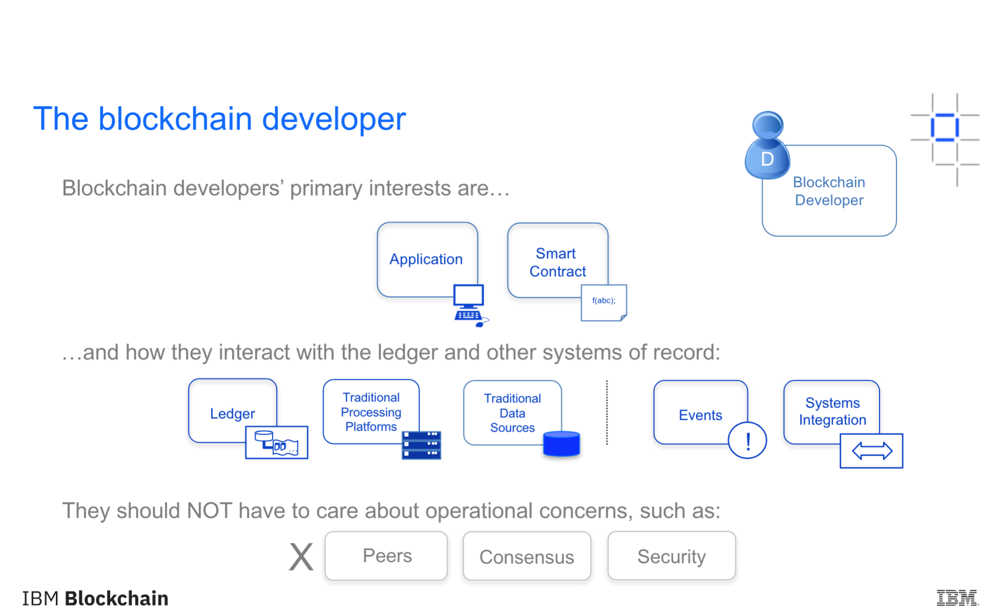 The blockchain developer
D
Blockchain
Developer
Blockchain developers’ primary interests are…
Application
Smart
Contract
f(abc);
…and how they interact with the ledger and other systems of record:
Ledger
...
Traditional
Processing
Platforms
Traditional
Data
Sources
Events
!
Systems
Integration
They should NOT have to care about operational concerns, such as:
X
Peers
Consensus
Security
IBM Blockchain
IBM.